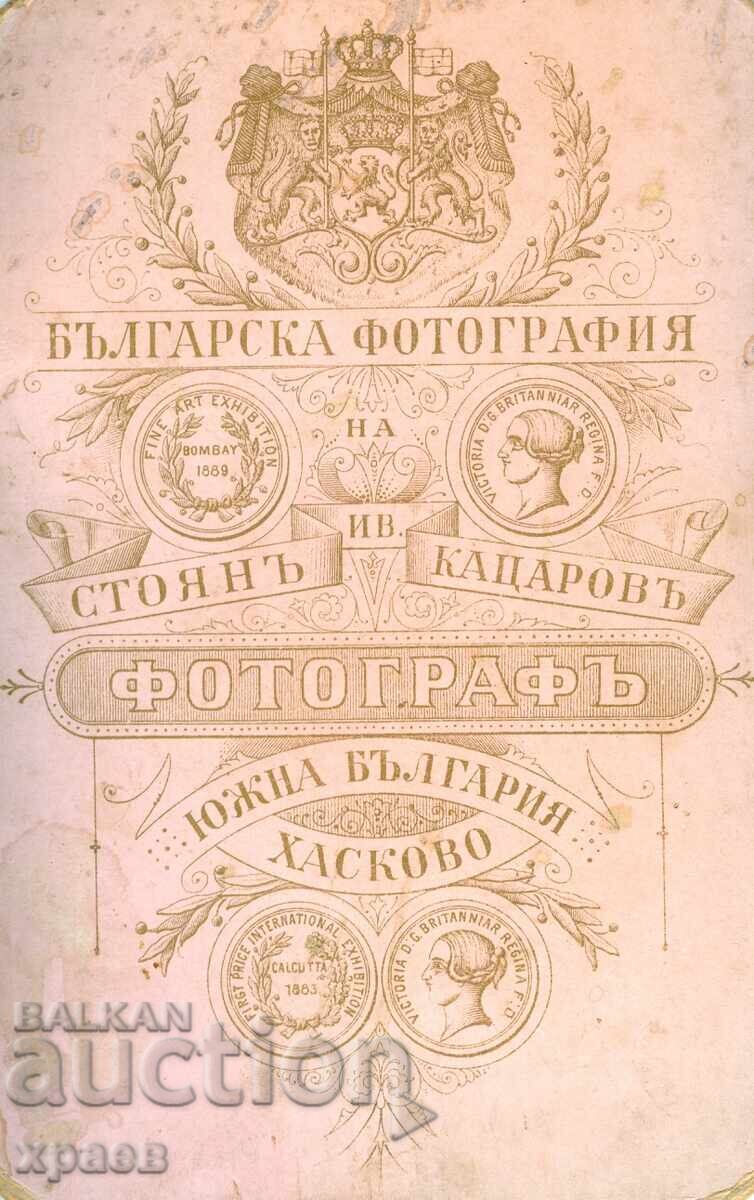 БЪЛГАРСКА ФОТОГРАФИЯ
FINE ART EXHIBITION
BOMBAY
1889
НА
VICTORIA D'G. BRITANNIAR REGINA F.D
ИВ.
СТОЯНЪ
КАЦАРОВЪ
ФОТОГРАФЪ
ЮЖНА БЪЛГАРИЯ
ХАСКОВО
FIRST PRICE INTERNATIONAL EXHIBITION
CALCUTTA
1883
VICTORIA D'G. BRITANNIAR REGINA F.D
BALKAN
auction
храев